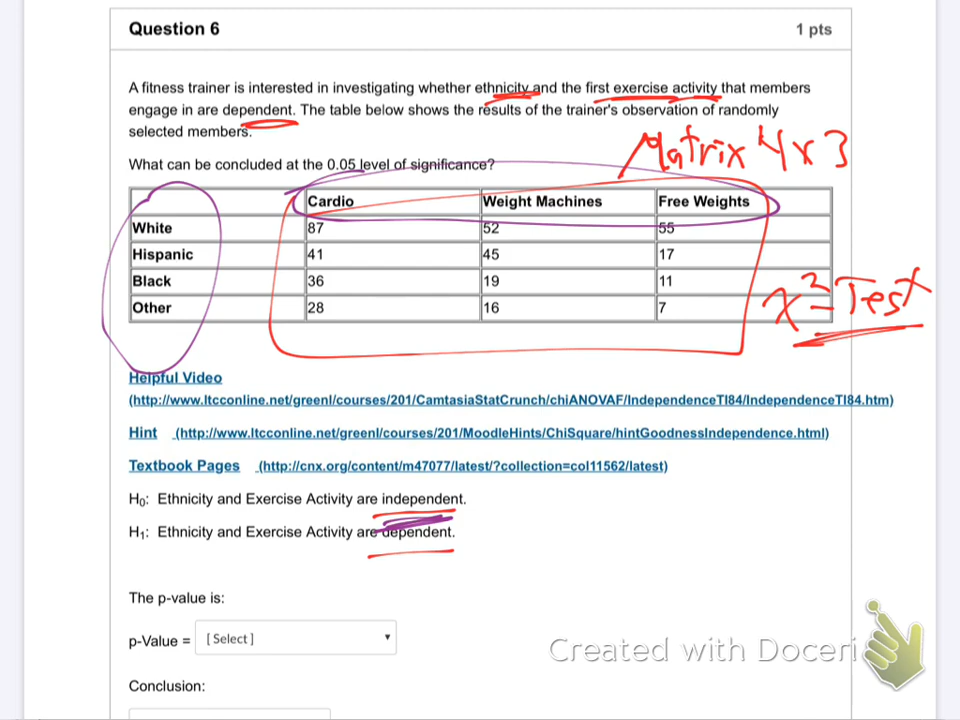 Question 6
1 pts
A fitness trainer is interested in investigating whether ethnicity and the first exercise activity that members
engage in are dependent. The table below shows the results of the trainer's observation of randomly
selected members.
Matrix 4 x 3
What can be concluded at the 0.05 level of significance?
Cardio Weight Machines Free Weights
White 87 52 55
Hispanic 41 45 17
Black 36 19 11
Other 28 16 7
χ²-Test
Helpful Video
(http://www.ltcconline.net/greenl/courses/201/CamtasiaStatCrunch/chiANOVAF/IndependenceTI84/IndependenceTI84.htm)
Hint (http://www.ltcconline.net/greenl/courses/201/MoodleHints/ChiSquare/hintGoodnessIndependence.html)
Textbook Pages (http://cnx.org/content/m47077/latest/?collection=col11562/latest)
H₀: Ethnicity and Exercise Activity are independent.
H₁: Ethnicity and Exercise Activity are dependent.
The p-value is:
p-Value = [ Select ]
Created with Doceri
Conclusion: